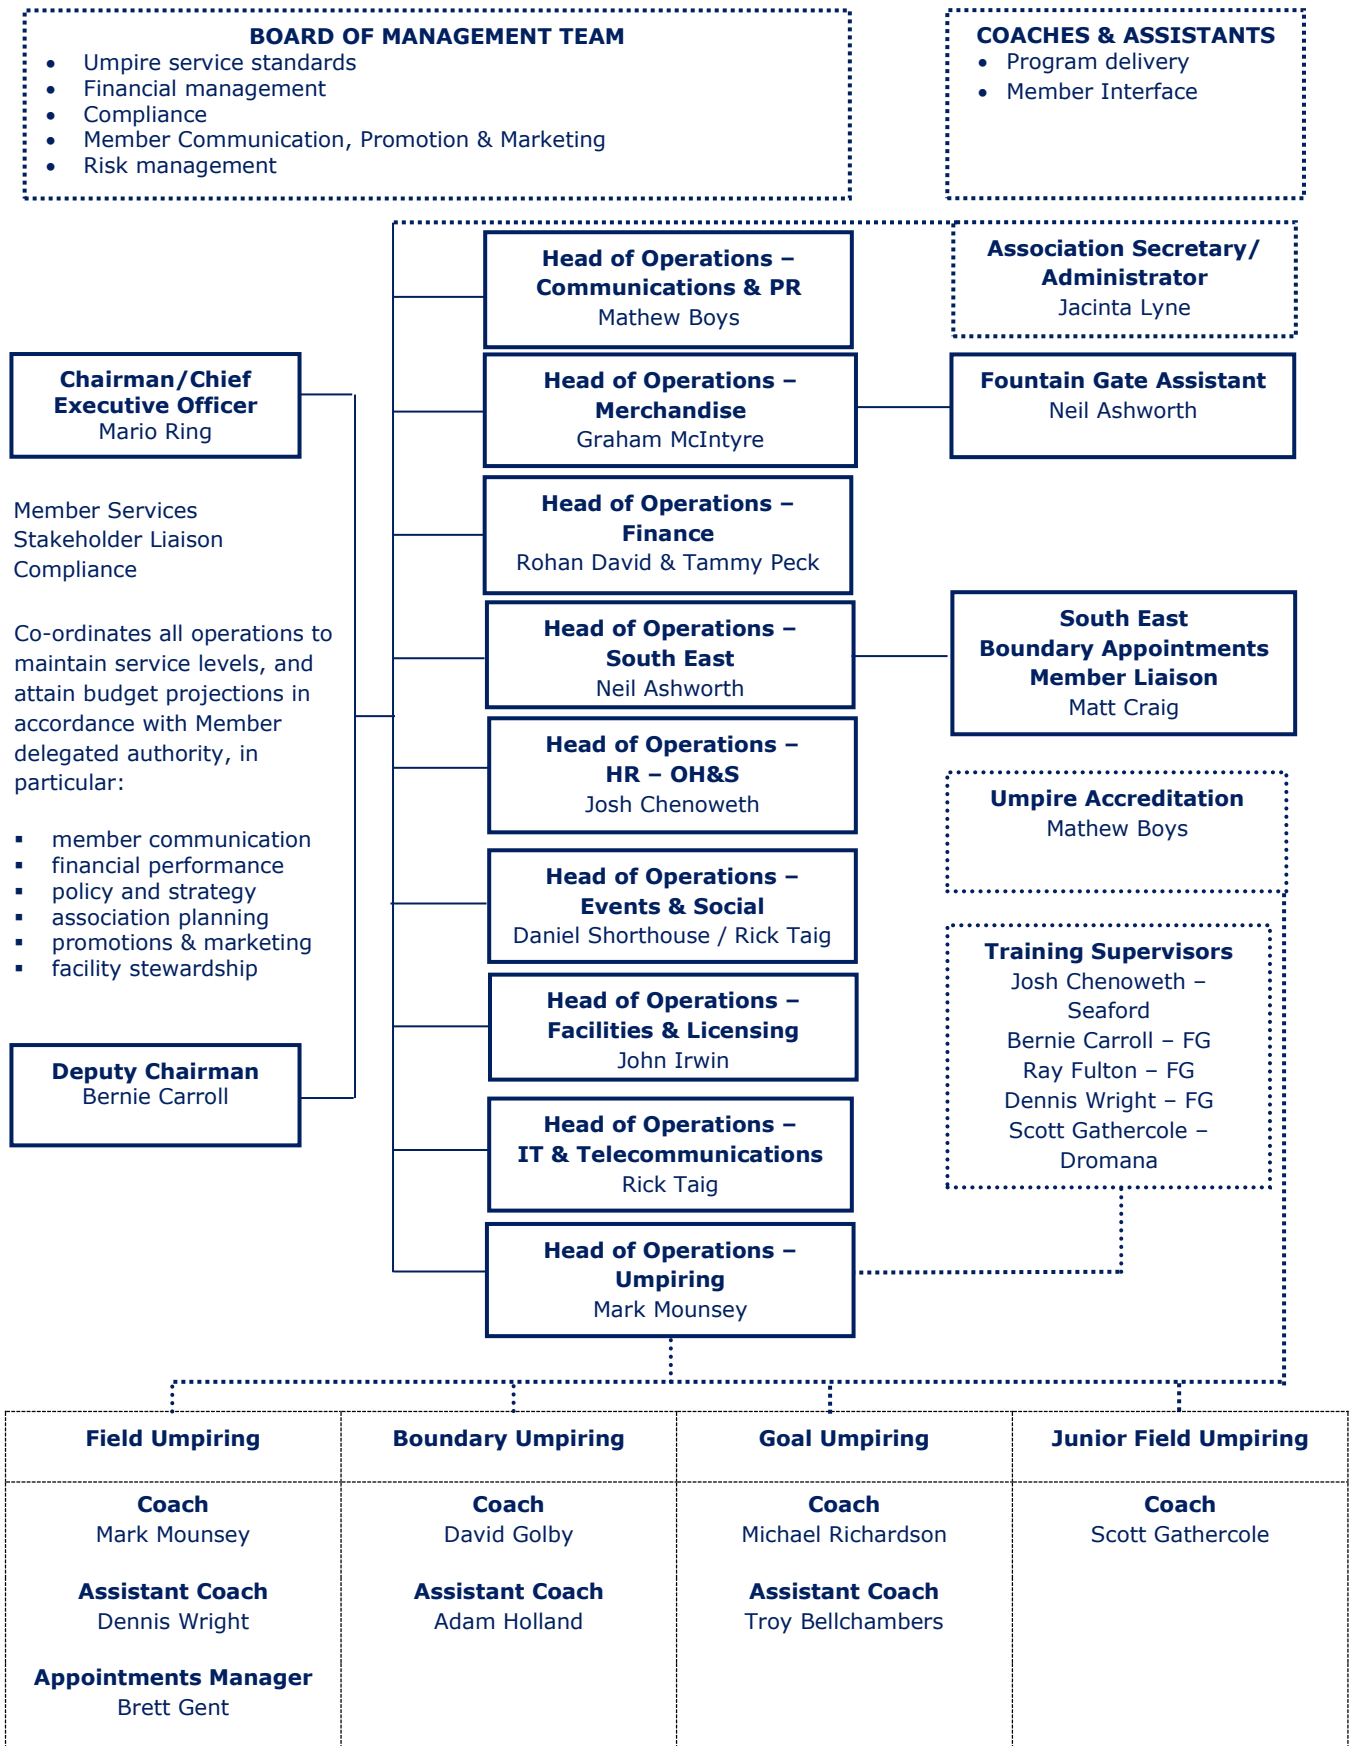 BOARD OF MANAGEMENT TEAM
• Umpire service standards
• Financial management
• Compliance
• Member Communication, Promotion & Marketing
• Risk management
COACHES & ASSISTANTS
• Program delivery
• Member Interface
Chairman/Chief
Executive Officer
Mario Ring
Member Services
Stakeholder Liaison
Compliance
Co-ordinates all operations to
maintain service levels, and
attain budget projections in
accordance with Member
delegated authority, in
particular:
▪ member communication
▪ financial performance
▪ policy and strategy
▪ association planning
▪ promotions & marketing
▪ facility stewardship
Deputy Chairman
Bernie Carroll
Head of Operations –
Communications & PR
Mathew Boys
Head of Operations –
Merchandise
Graham McIntyre
Head of Operations –
Finance
Rohan David & Tammy Peck
Head of Operations –
South East
Neil Ashworth
Head of Operations –
HR – OH&S
Josh Chenoweth
Head of Operations –
Events & Social
Daniel Shorthouse / Rick Taig
Head of Operations –
Facilities & Licensing
John Irwin
Head of Operations –
IT & Telecommunications
Rick Taig
Head of Operations –
Umpiring
Mark Mounsey
Association Secretary/
Administrator
Jacinta Lyne
Fountain Gate Assistant
Neil Ashworth
South East
Boundary Appointments
Member Liaison
Matt Craig
Umpire Accreditation
Mathew Boys
Training Supervisors
Josh Chenoweth –
Seaford
Bernie Carroll – FG
Ray Fulton – FG
Dennis Wright – FG
Scott Gathercole –
Dromana
Field Umpiring
Coach
Mark Mounsey
Assistant Coach
Dennis Wright
Appointments Manager
Brett Gent
Boundary Umpiring
Coach
David Golby
Assistant Coach
Adam Holland
Goal Umpiring
Coach
Michael Richardson
Assistant Coach
Troy Bellchambers
Junior Field Umpiring
Coach
Scott Gathercole